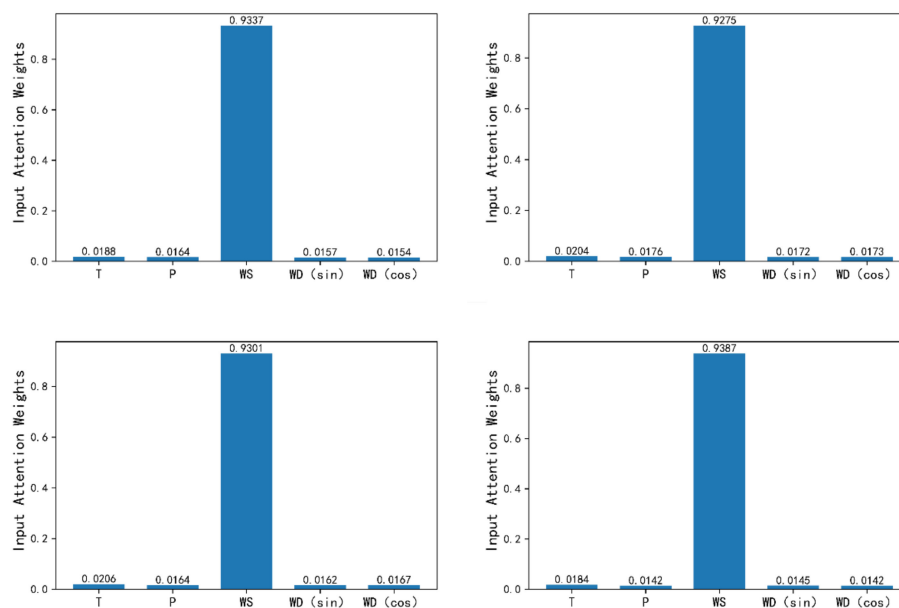 Input Attention Weights
0.8
0.6
0.4
0.2
0.0
0.0188
0.0164
0.9337
0.0157
0.0154
T
P
WS
WD (sin)
WD (cos)
Input Attention Weights
0.8
0.6
0.4
0.2
0.0
0.0204
0.0176
0.9275
0.0172
0.0173
T
P
WS
WD (sin)
WD (cos)
Input Attention Weights
0.8
0.6
0.4
0.2
0.0
0.0206
0.0164
0.9301
0.0162
0.0167
T
P
WS
WD (sin)
WD (cos)
Input Attention Weights
0.8
0.6
0.4
0.2
0.0
0.0184
0.0142
0.9387
0.0145
0.0142
T
P
WS
WD (sin)
WD (cos)